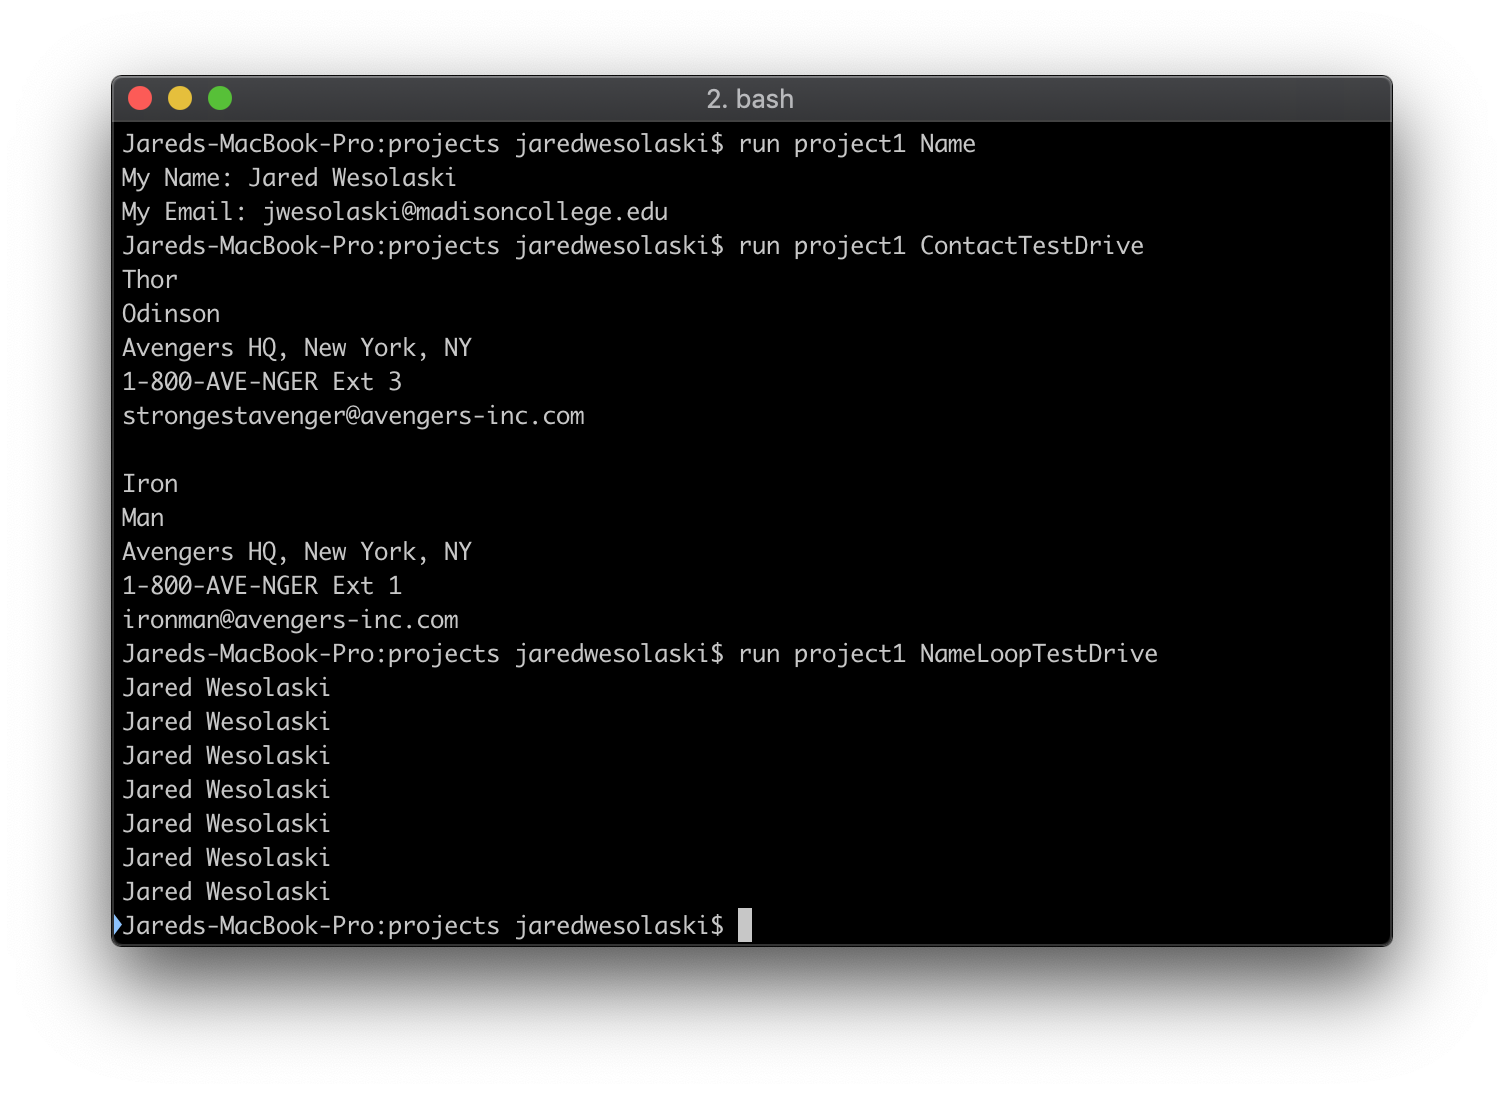 2. bash
Jareds-MacBook-Pro:projects jaredwesolaski$ run project1 Name
My Name: Jared Wesolaski
My Email: jwesolaski@madisoncollege.edu
Jareds-MacBook-Pro:projects jaredwesolaski$ run project1 ContactTestDrive
Thor
Odinson
Avengers HQ, New York, NY
1-800-AVE-NGER Ext 3
strongestavenger@avengers-inc.com

Iron
Man
Avengers HQ, New York, NY
1-800-AVE-NGER Ext 1
ironman@avengers-inc.com
Jareds-MacBook-Pro:projects jaredwesolaski$ run project1 NameLoopTestDrive
Jared Wesolaski
Jared Wesolaski
Jared Wesolaski
Jared Wesolaski
Jared Wesolaski
Jared Wesolaski
Jared Wesolaski
Jareds-MacBook-Pro:projects jaredwesolaski$